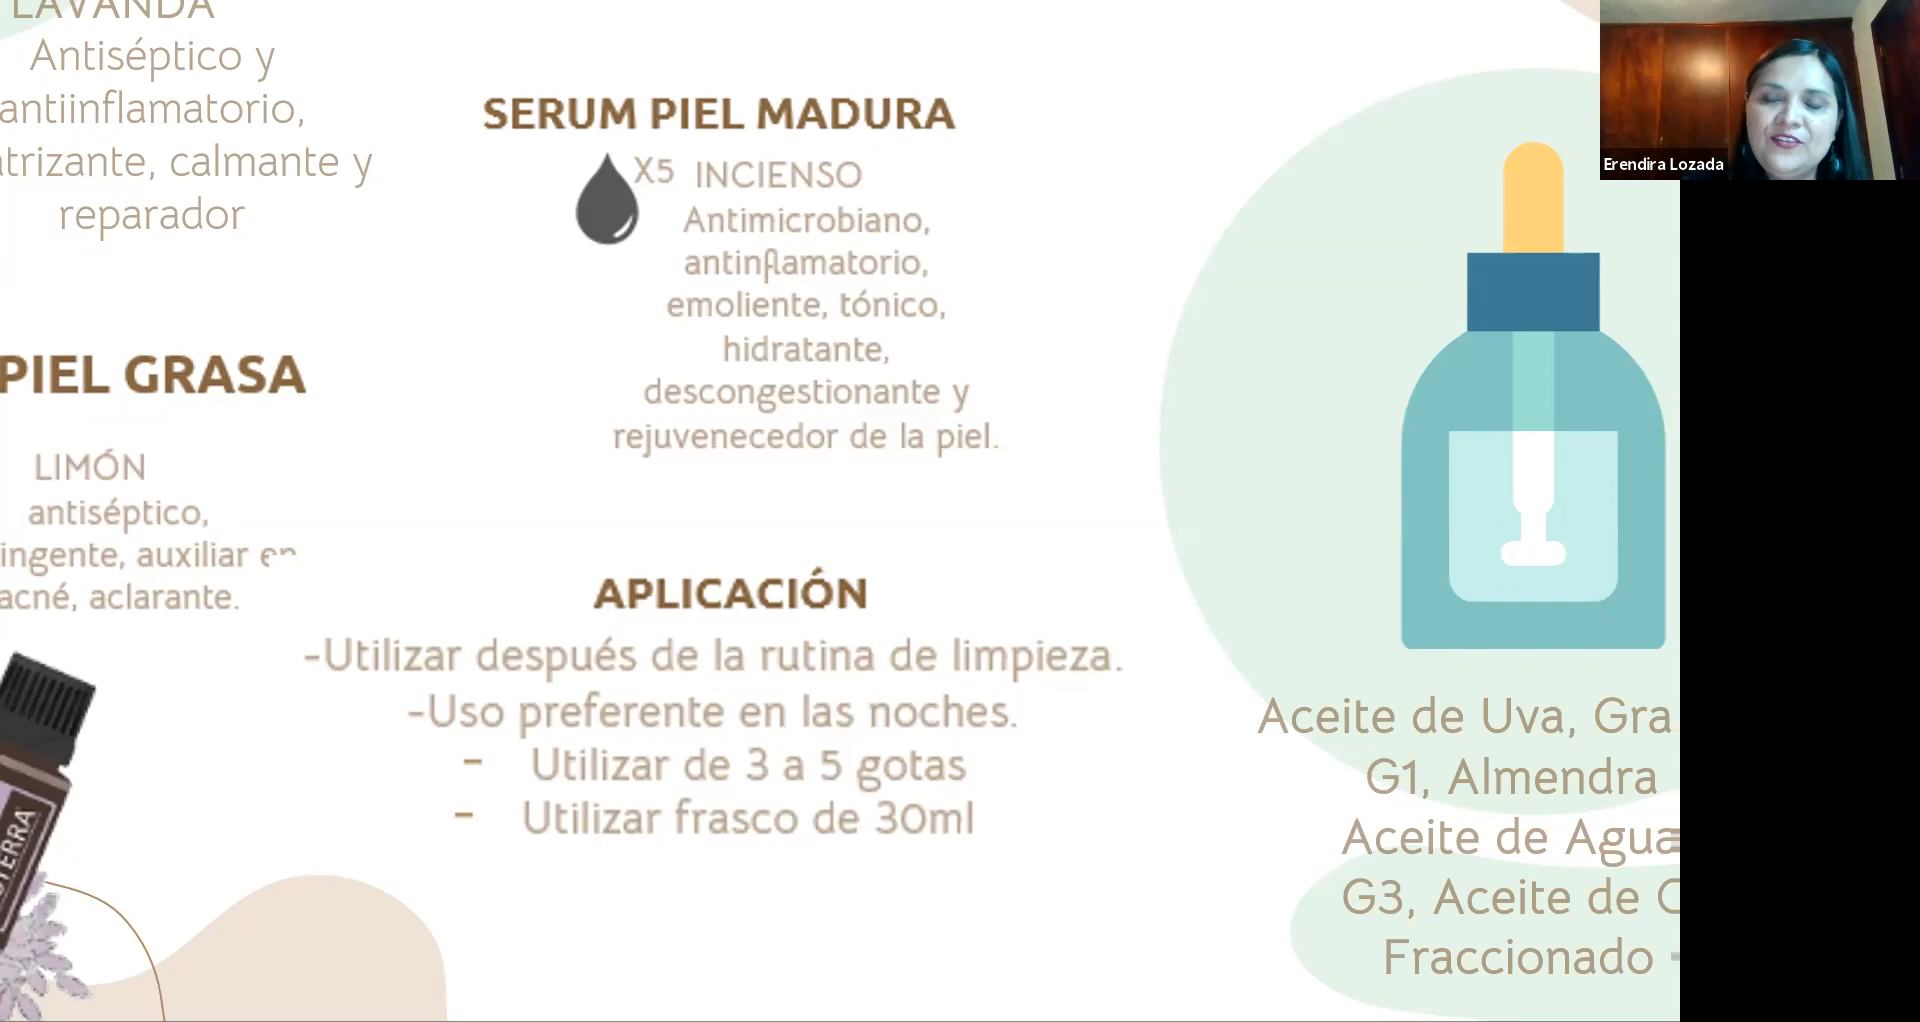 LAVANDA
Antiséptico y
antiinflamatorio,
calmante y
reparador
PIEL GRASA
LIMÓN
antiséptico,
auxiliar en
acné, aclarante.
SERUM PIEL MADURA
X5 INCIENSO
Antimicrobiano,
antinflamatorio,
emoliente, tónico,
hidratante,
descongestionante y
rejuvenecedor de la piel.
APLICACIÓN
-Utilizar después de la rutina de limpieza.
-Uso preferente en las noches.
- Utilizar de 3 a 5 gotas
- Utilizar frasco de 30ml
Aceite de Uva,
G1, Almendra
Aceite de
G3, Aceite de
Fraccionado
Erendira Lozada